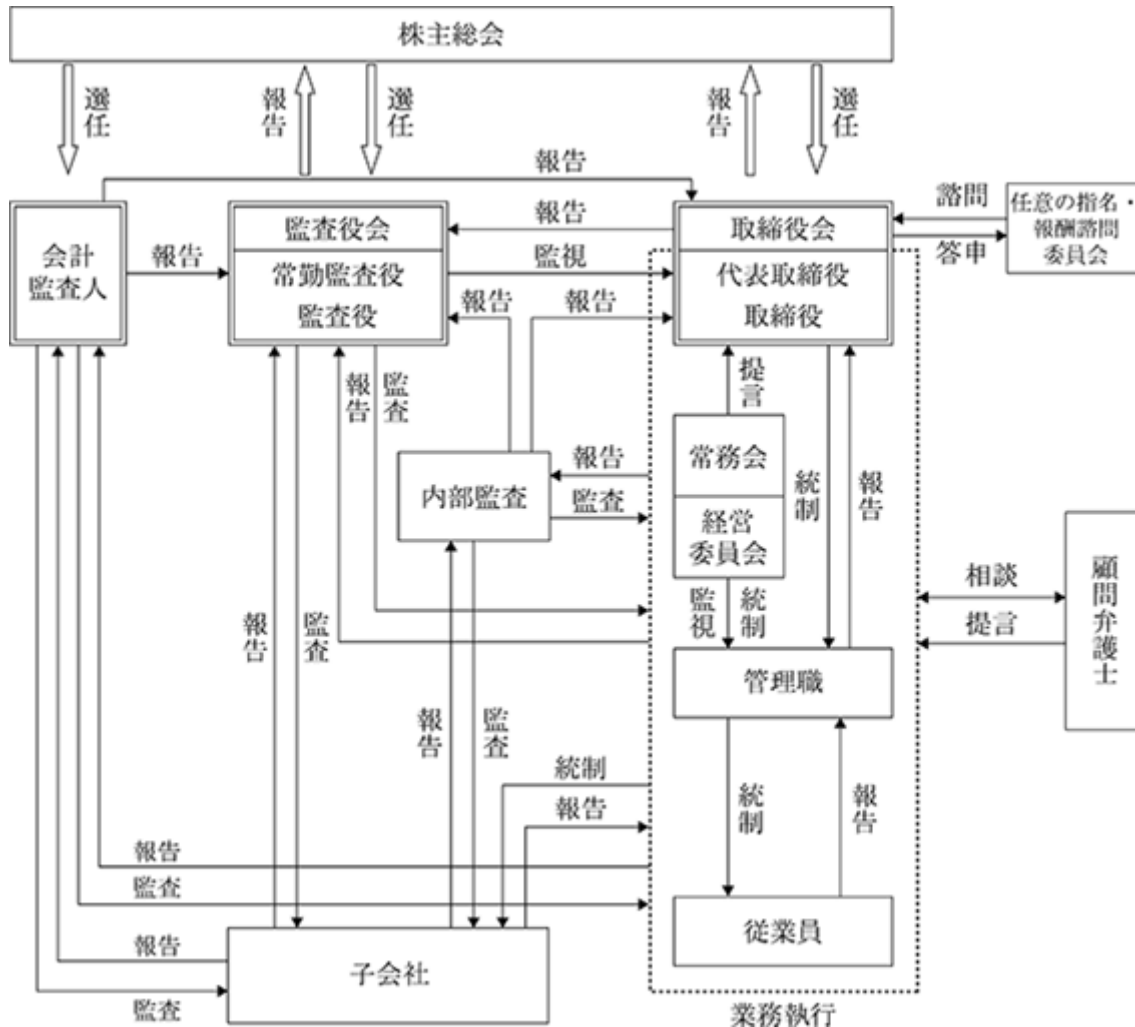 株主総会
選任
報告
選任
報告
選任
報告
会計
監査人
報告
監査役会
常勤監査役
監査役
報告
監視
取締役会
代表取締役
取締役
諮問
答申
任意の指名・
報酬諮問
委員会
報告
報告
報告
監査
提言
内部監査
報告
監査
常務会
経営
委員会
統制
報告
監視
統制
相談
提言
顧問弁護士
報告
監査
管理職
報告
監査
統制
報告
統制
報告
報告
監査
従業員
報告
監査
子会社
業務執行